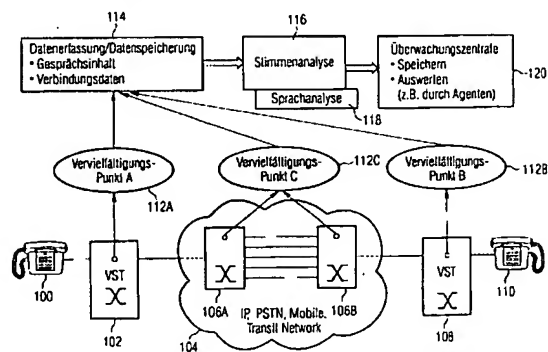 114
116
Datenerfassung/Datenspeicherung
• Gesprächsinhalt
• Verbindungsdaten
Stimmenanalyse
Sprachanalyse
118
Überwachungszentrale
• Speichern
• Auswerten
(z.B. durch Agenten)
120
Vervielfältigungs-
Punkt A
112A
Vervielfältigungs-
Punkt C
112C
Vervielfältigungs-
Punkt B
112B
100
VST
102
106A
106B
IP, PSTN, Mobile,
Transit Network
104
VST
108
110